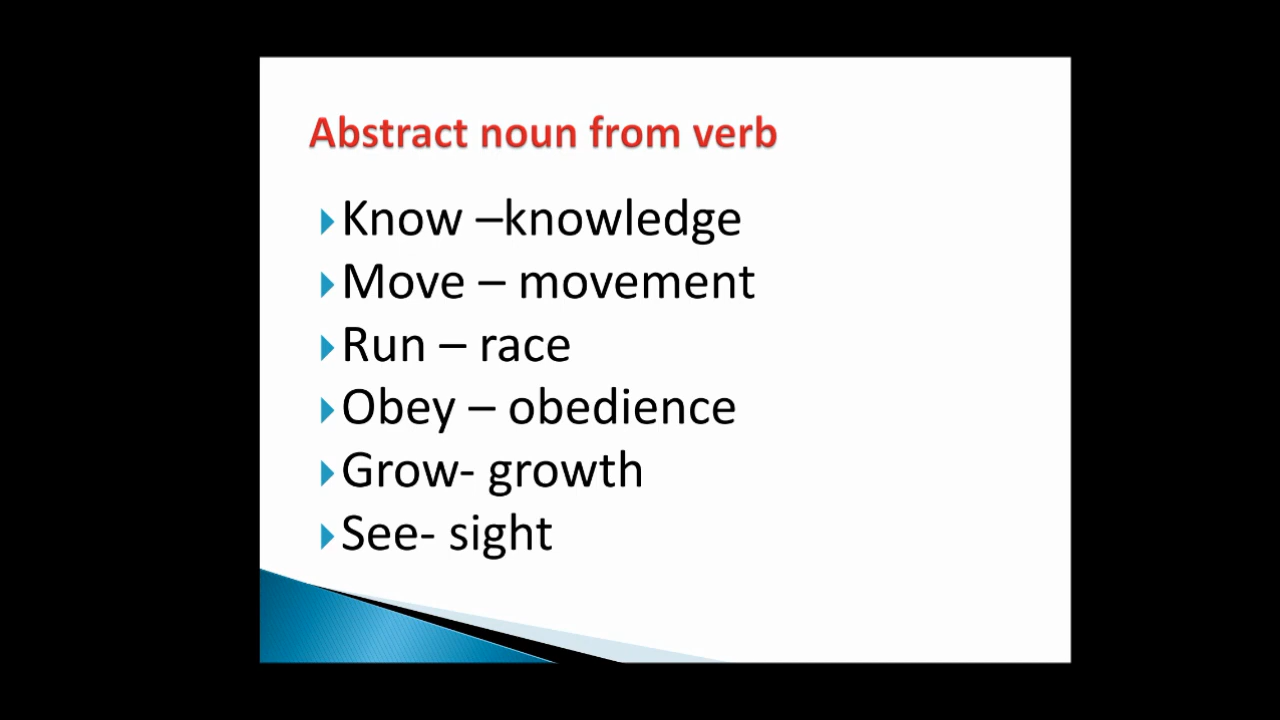 Abstract noun from verb
Know –knowledge
Move – movement
Run – race
Obey – obedience
Grow- growth
See- sight